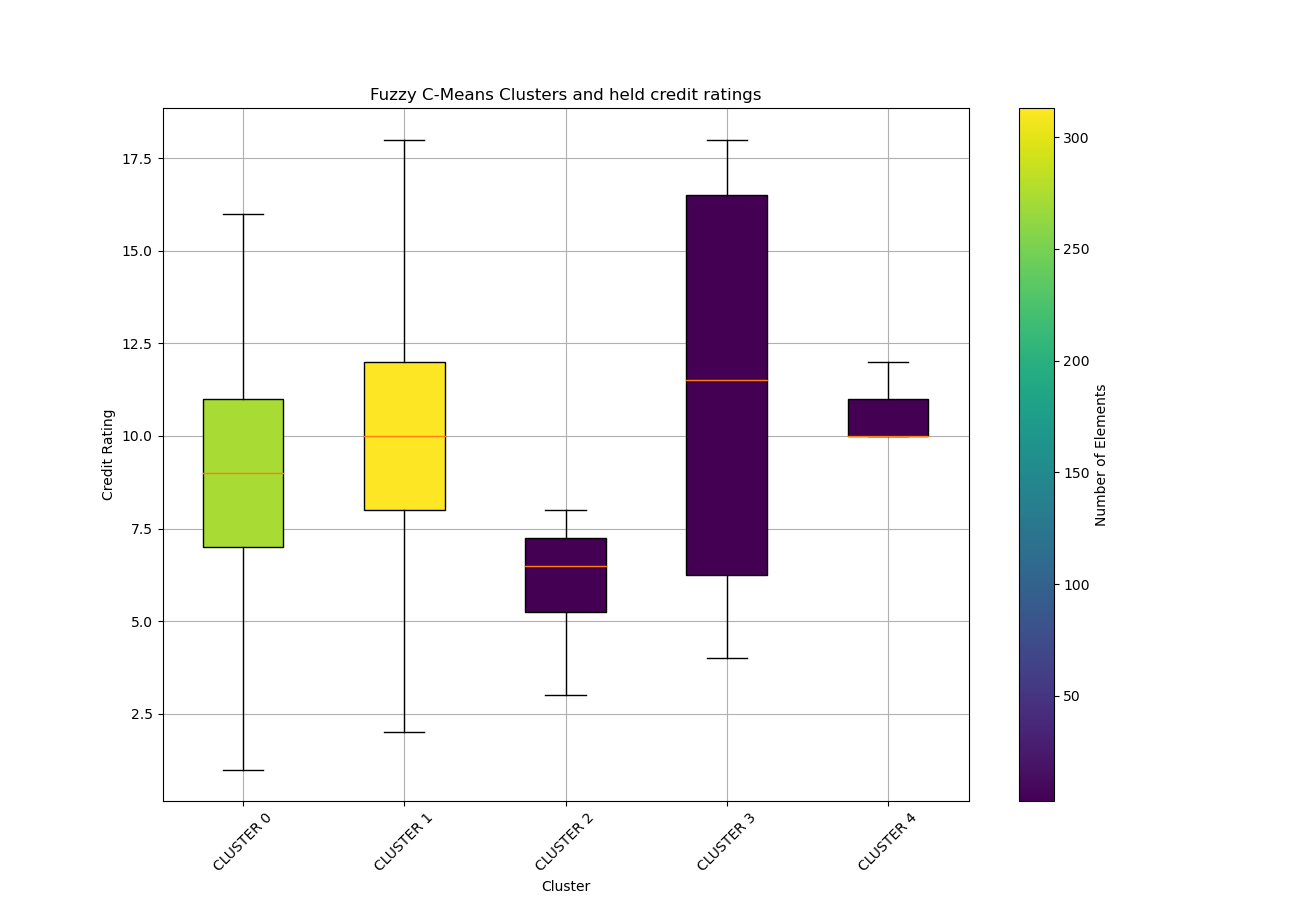 Fuzzy C-Means Clusters and held credit ratings
17.5
15.0
12.5
10.0
7.5
5.0
2.5
Credit Rating
CLUSTER 0
CLUSTER 1
CLUSTER 2
CLUSTER 3
CLUSTER 4
Cluster
300
250
200
150
100
50
Number of Elements